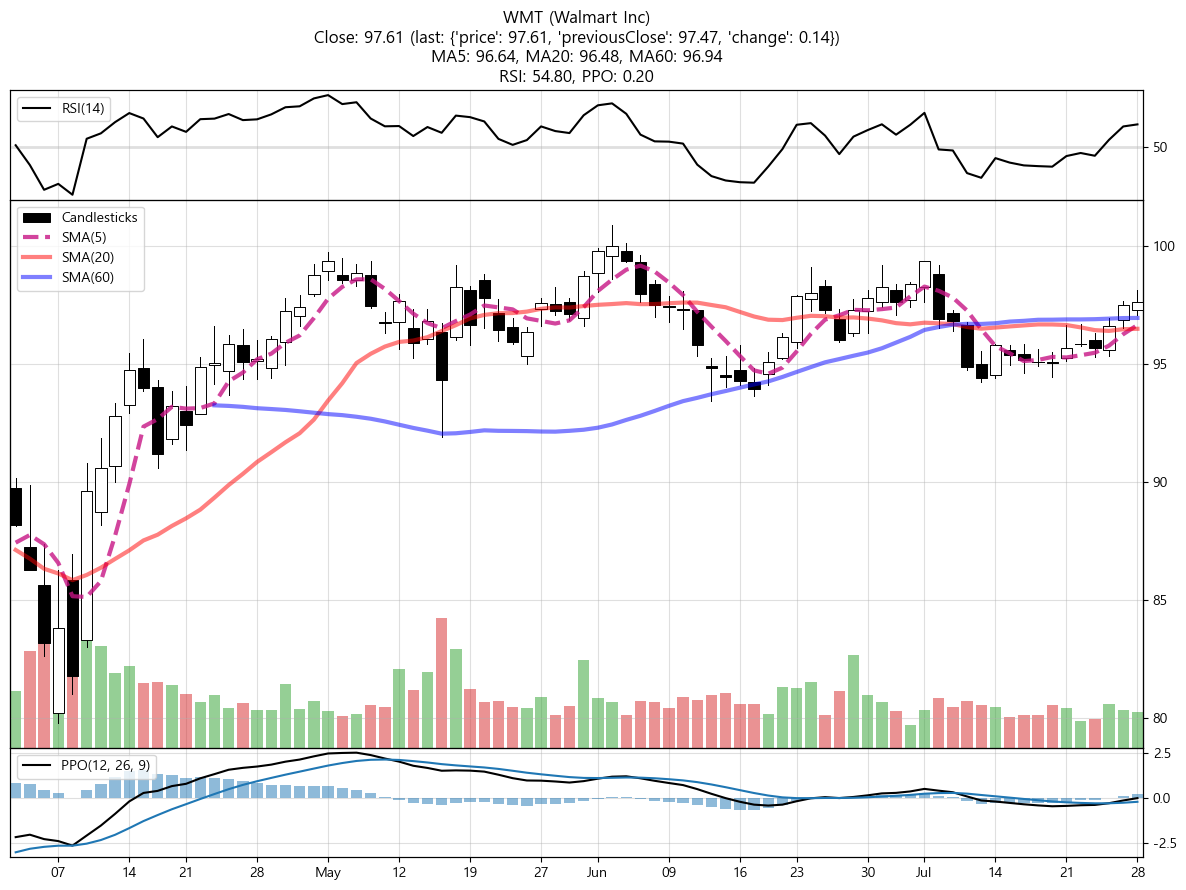 WMT (Walmart Inc)
Close: 97.61 (last: {'price': 97.61, 'previousClose': 97.47, 'change': 0.14})
MA5: 96.64, MA20: 96.48, MA60: 96.94
RSI: 54.80, PPO: 0.20
RSI(14)
50
Candlesticks
SMA(5)
SMA(20)
SMA(60)
100
95
90
85
80
PPO(12, 26, 9)
2.5
0.0
-2.5
07 14 21 28 May 12 19 27 Jun 09 16 23 30 Jul 14 21 28